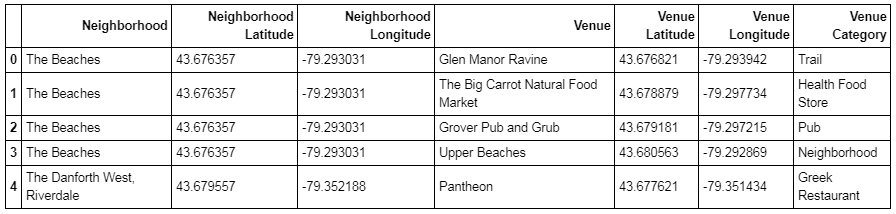 Neighborhood Neighborhood Latitude Neighborhood Longitude Venue Venue Latitude Venue Longitude Venue Category
0 The Beaches 43.676357 -79.293031 Glen Manor Ravine 43.676821 -79.293942 Trail
1 The Beaches 43.676357 -79.293031 The Big Carrot Natural Food Market 43.678879 -79.297734 Health Food Store
2 The Beaches 43.676357 -79.293031 Grover Pub and Grub 43.679181 -79.297215 Pub
3 The Beaches 43.676357 -79.293031 Upper Beaches 43.680563 -79.292869 Neighborhood
4 The Danforth West, Riverdale 43.679557 -79.352188 Pantheon 43.677621 -79.351434 Greek Restaurant